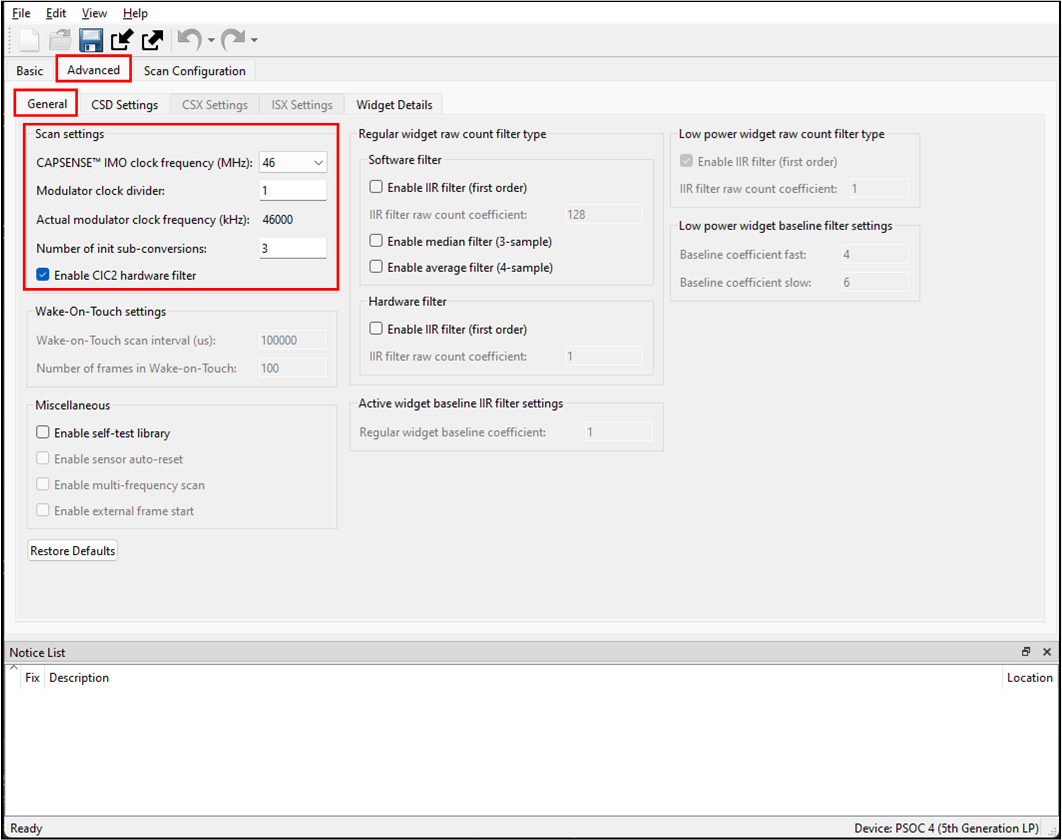 File Edit View Help
Basic Advanced Scan Configuration
General CSD Settings CSX Settings ISX Settings Widget Details
Scan settings
CAPSENSE™ IMO clock frequency (MHz): 46
Modulator clock divider: 1
Actual modulator clock frequency (kHz): 46000
Number of init sub-conversions: 3
Enable CIC2 hardware filter
Wake-On-Touch settings
Wake-on-Touch scan interval (us): 100000
Number of frames in Wake-on-Touch: 100
Miscellaneous
Enable self-test library
Enable sensor auto-reset
Enable multi-frequency scan
Enable external frame start
Restore Defaults
Regular widget raw count filter type
Software filter
Enable IIR filter (first order)
IIR filter raw count coefficient: 128
Enable median filter (3-sample)
Enable average filter (4-sample)
Hardware filter
Enable IIR filter (first order)
IIR filter raw count coefficient: 1
Active widget baseline IIR filter settings
Regular widget baseline coefficient: 1
Low power widget raw count filter type
Enable IIR filter (first order)
IIR filter raw count coefficient: 1
Low power widget baseline filter settings
Baseline coefficient fast: 4
Baseline coefficient slow: 6
Notice List
Fix Description Location
Ready Device: PSOC 4 (5th Generation LP)